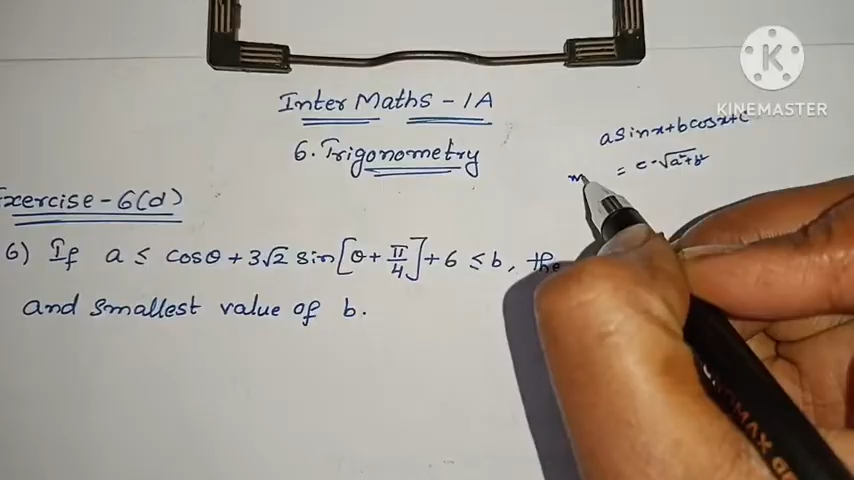 KINEMASTER
Inter Maths - 1A
6. Trigonometry
a sinx + b cosx + c
= c - √a²+b²
Exercise - 6(d)
6) If a ≤ cosθ + 3√2 sin[θ + π/4] + 6 ≤ b, the
and smallest value of b.